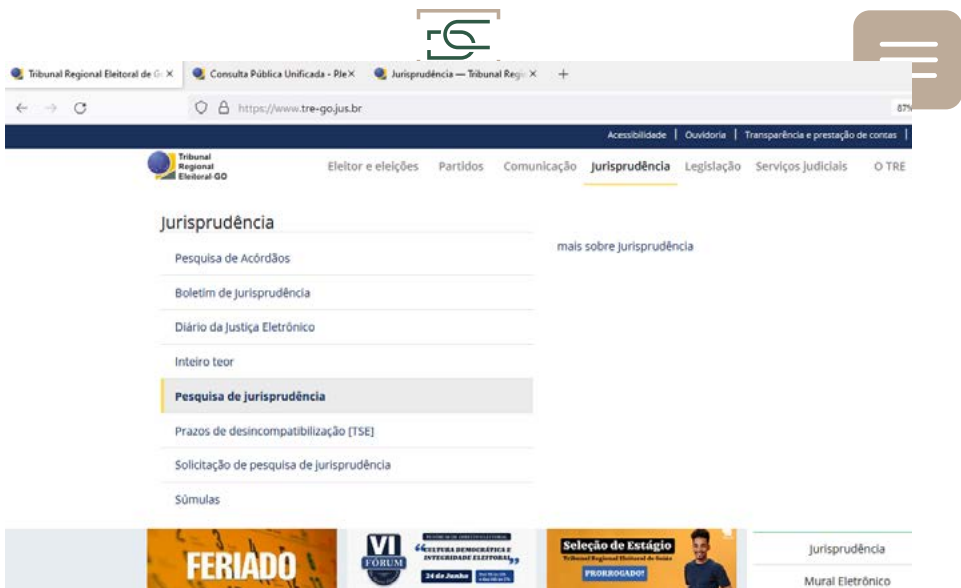 Tribunal Regional Eleitoral de G
Consulta Pública Unificada - PJe
Jurisprudência — Tribunal Regi
https://www.tre-go.jus.br
87%
Acessibilidade | Ouvidoria | Transparência e prestação de contas |
Tribunal
Regional
Eleitoral-GO
Eleitor e eleições Partidos Comunicação Jurisprudência Legislação Serviços judiciais O TRE
Jurisprudência
mais sobre Jurisprudência
Pesquisa de Acórdãos
Boletim de Jurisprudência
Diário da Justiça Eletrônico
Inteiro teor
Pesquisa de jurisprudência
Prazos de desincompatibilização [TSE]
Solicitação de pesquisa de jurisprudência
Súmulas
FERIADO
VI
FÓRUM
“CULTURA DEMOCRÁTICA E
INTEGRIDADE ELEITORAL”
24 de Junho
Seleção de Estágio
Tribunal Regional Eleitoral de Goiás
PRORROGADO!
Jurisprudência
Mural Eletrônico